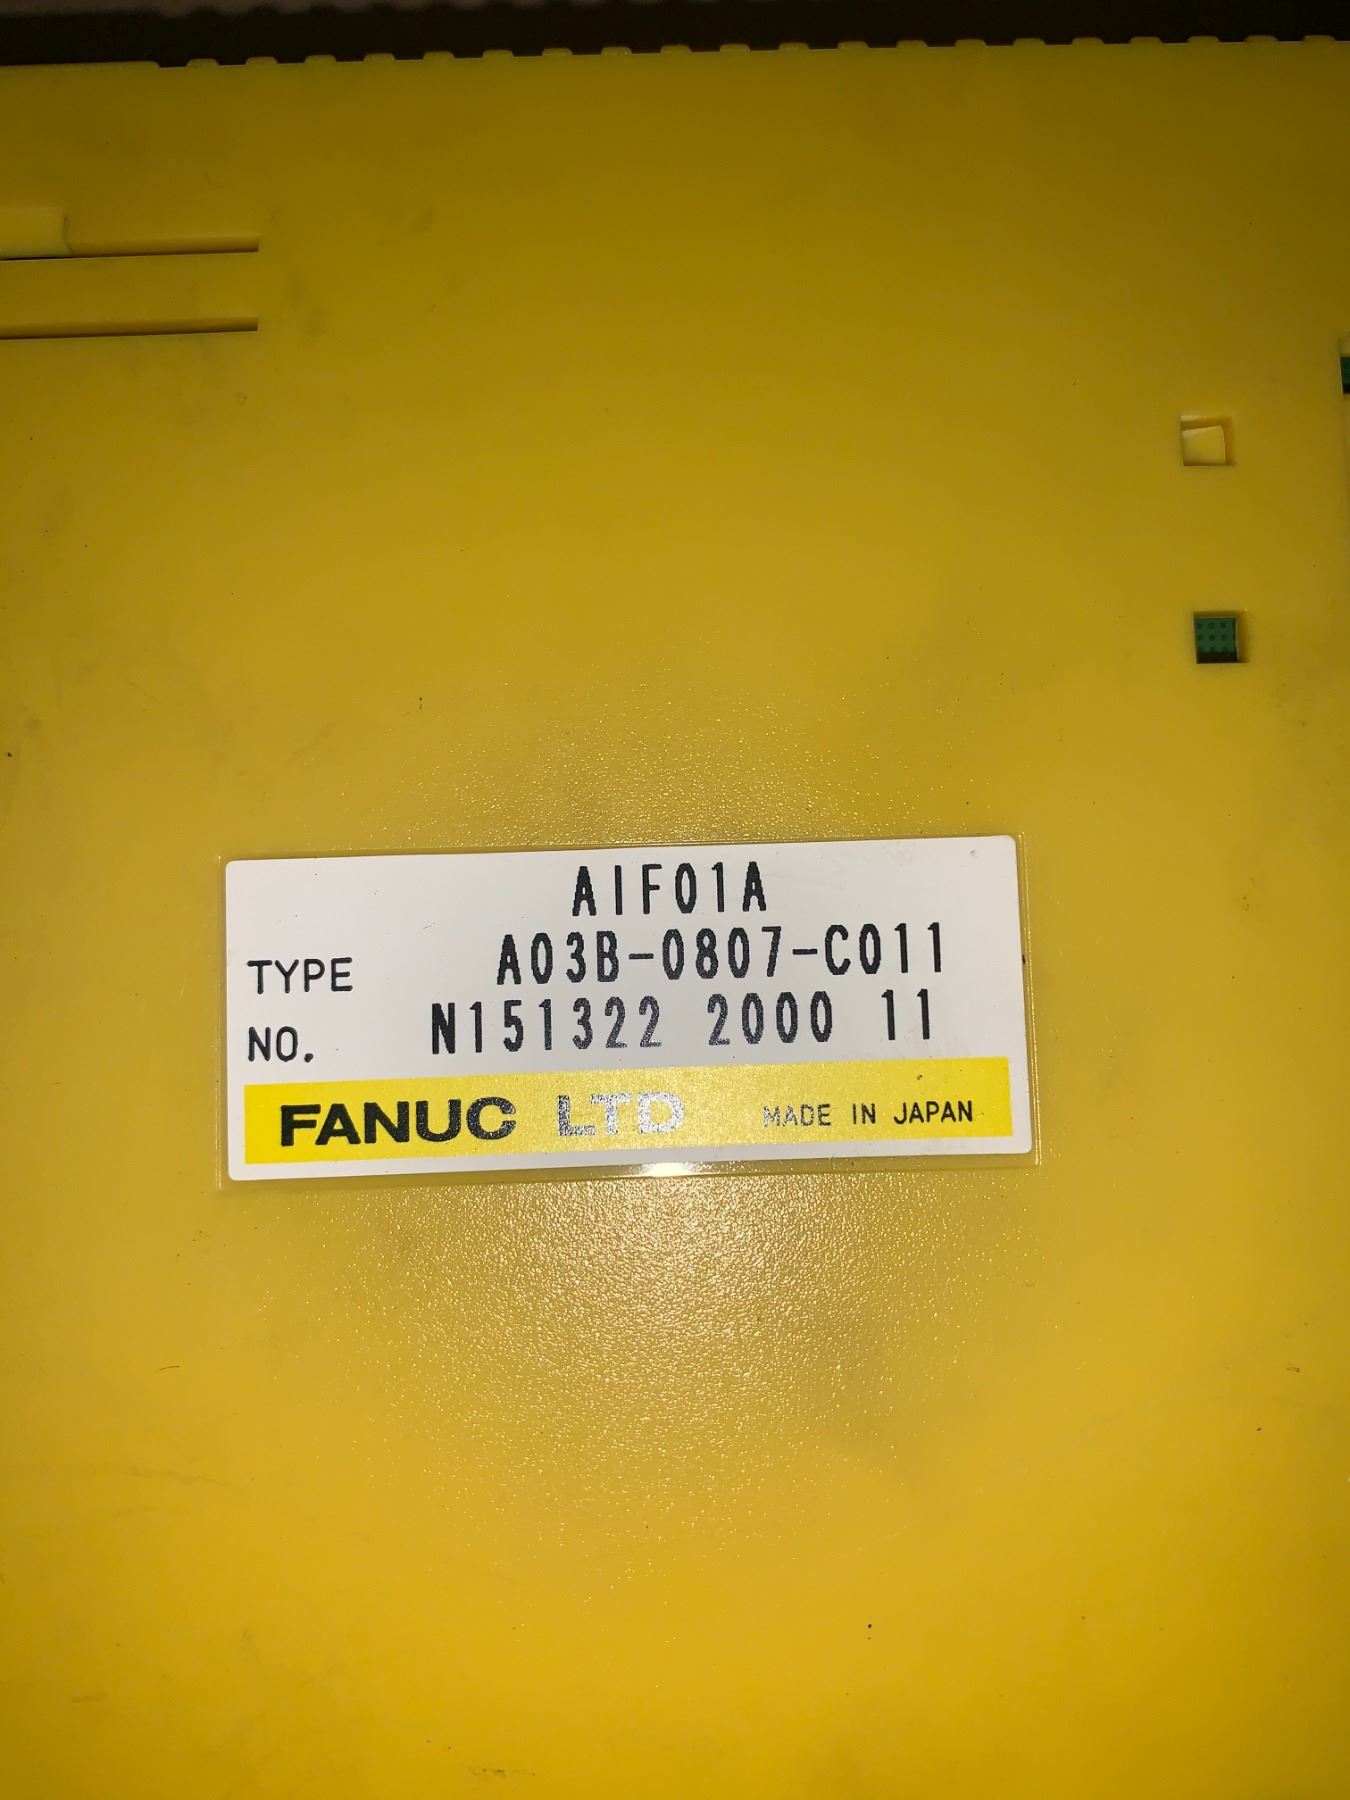 AIF01A
TYPE A03B-0807-C011
NO. N151322 2000 11
FANUC LTD MADE IN JAPAN